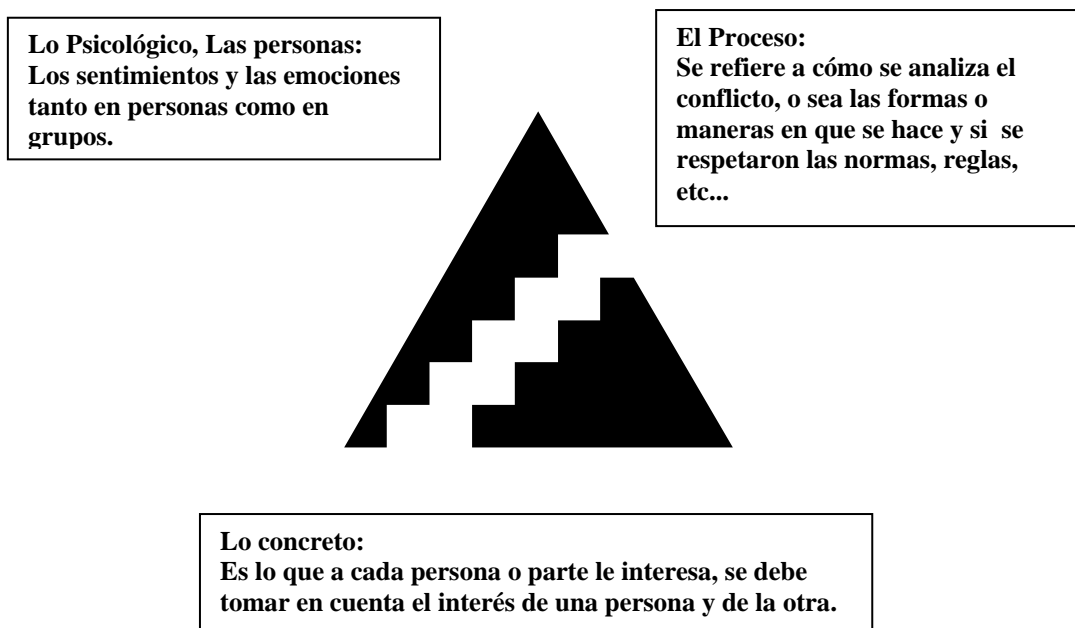 Lo Psicológico, Las personas:
Los sentimientos y las emociones
tanto en personas como en
grupos.
El Proceso:
Se refiere a cómo se analiza el
conflicto, o sea las formas o
maneras en que se hace y si  se
respetaron las normas, reglas,
etc...
Lo concreto:
Es lo que a cada persona o parte le interesa, se debe
tomar en cuenta el interés de una persona y de la otra.